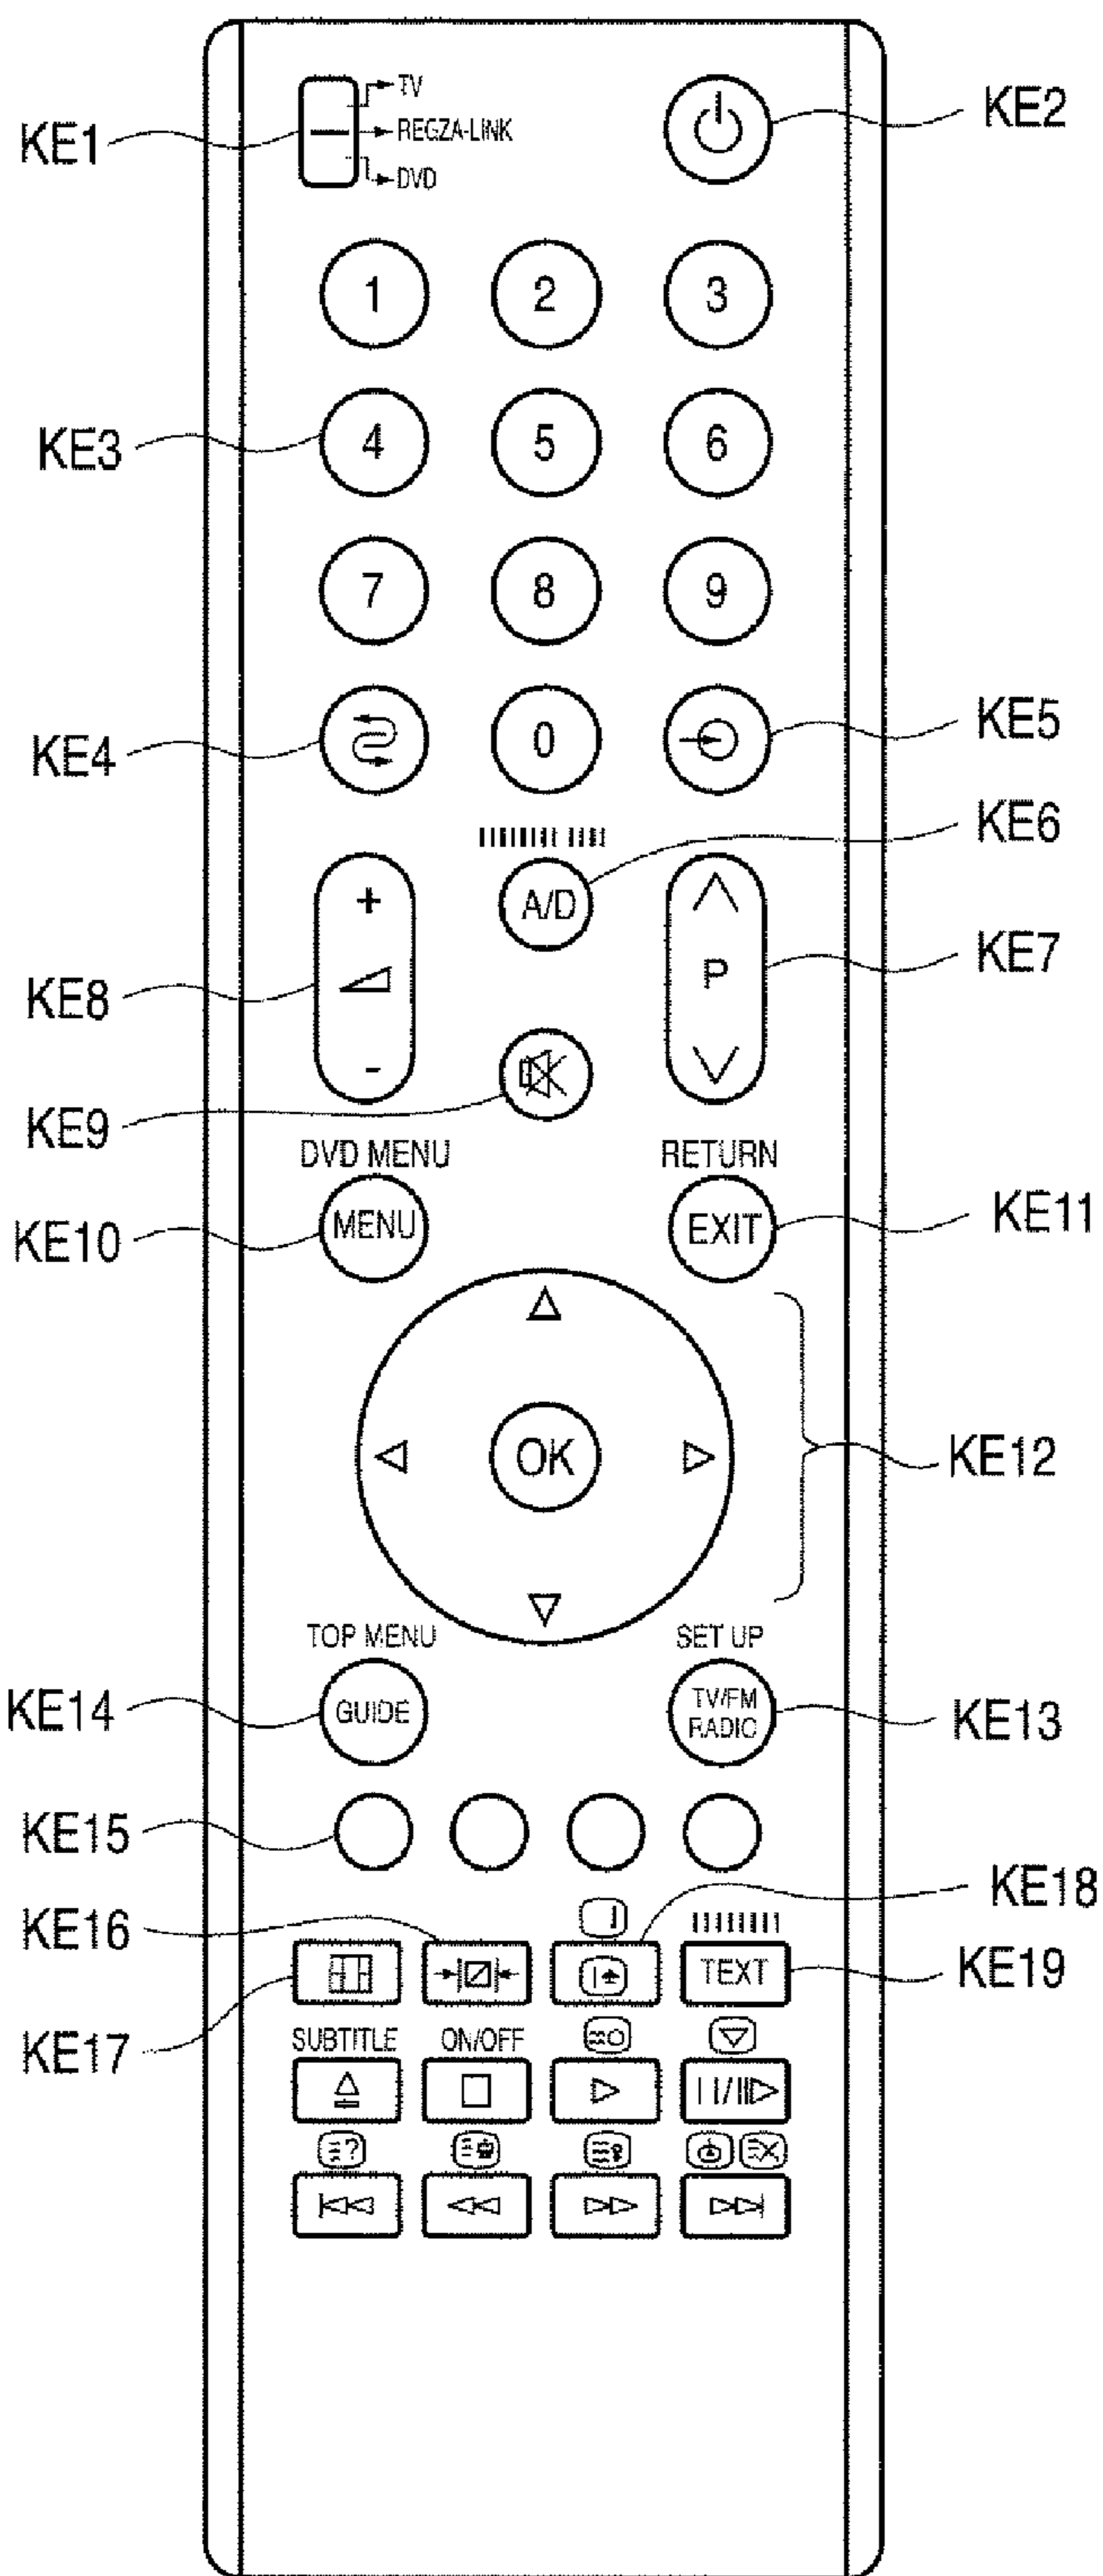 TV
KE1
REGZA-LINK
KE2
DVD
1 2 3
KE3
4 5 6
7 8 9
KE4
0
KE5
KE6
A/D
+
KE8
P
KE7
-
KE9
DVD MENU
RETURN
KE10
MENU
EXIT
KE11
OK
KE12
TOP MENU
SET UP
KE14
GUIDE
TV/FM
RADIO
KE13
KE15
KE16
KE18
TEXT
KE19
KE17
SUBTITLE
ON/OFF